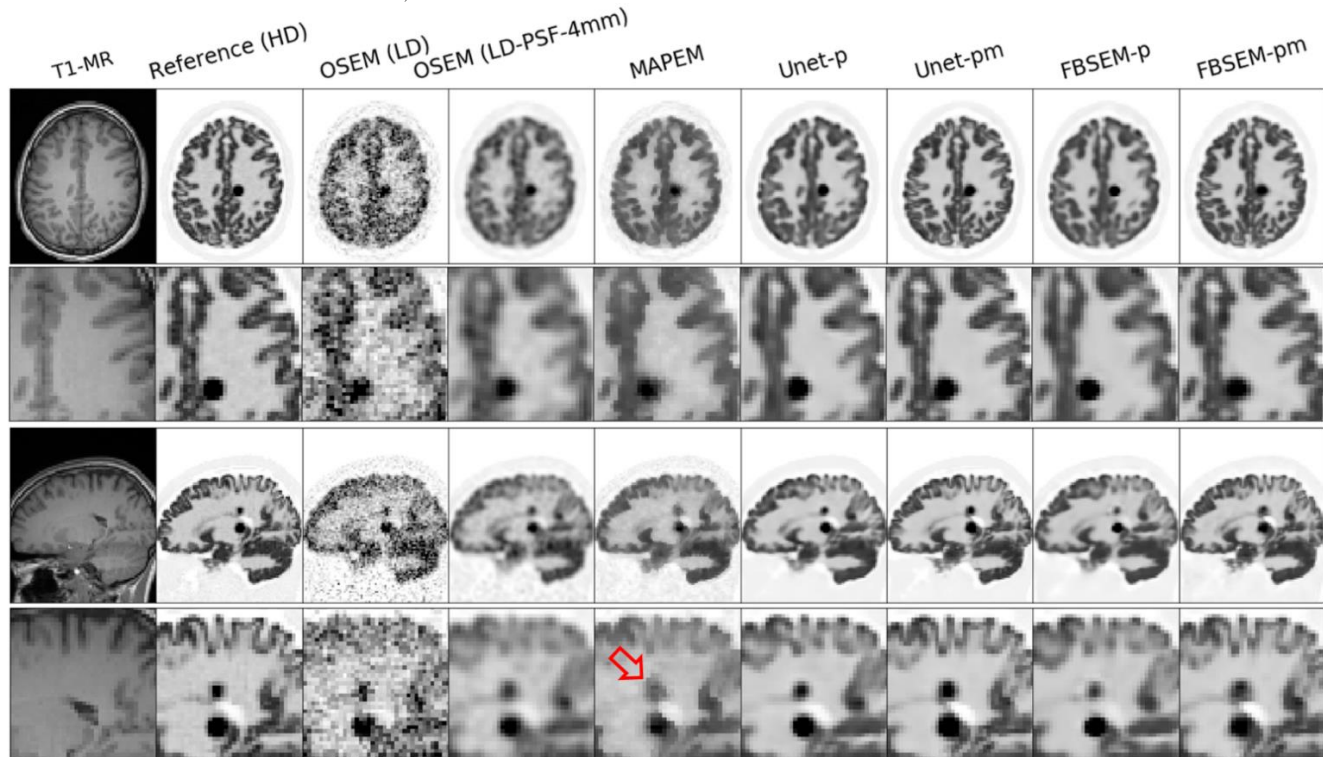 T1-MR
Reference (HD)
OSEM (LD)
OSEM (LD-PSF-4mm)
MAPEM
Unet-p
Unet-pm
FBSEM-p
FBSEM-pm